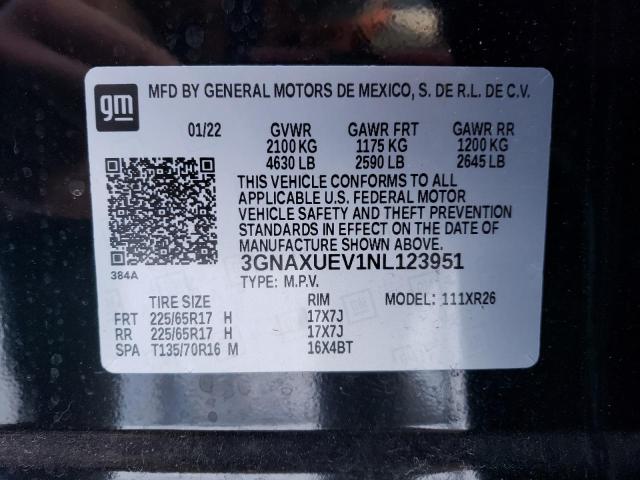 gm
MFD BY GENERAL MOTORS DE MEXICO, S. DE R.L. DE C.V.
01/22 GVWR GAWR FRT GAWR RR
2100 KG 1175 KG 1200 KG
4630 LB 2590 LB 2645 LB
THIS VEHICLE CONFORMS TO ALL
APPLICABLE U.S. FEDERAL MOTOR
VEHICLE SAFETY AND THEFT PREVENTION
STANDARDS IN EFFECT ON THE DATE OF
MANUFACTURE SHOWN ABOVE.
384A
3GNAXUEV1NL123951
TYPE: M.P.V.
TIRE SIZE RIM MODEL: 111XR26
FRT 225/65R17 H 17X7J
RR 225/65R17 H 17X7J
SPA T135/70R16 M 16X4BT